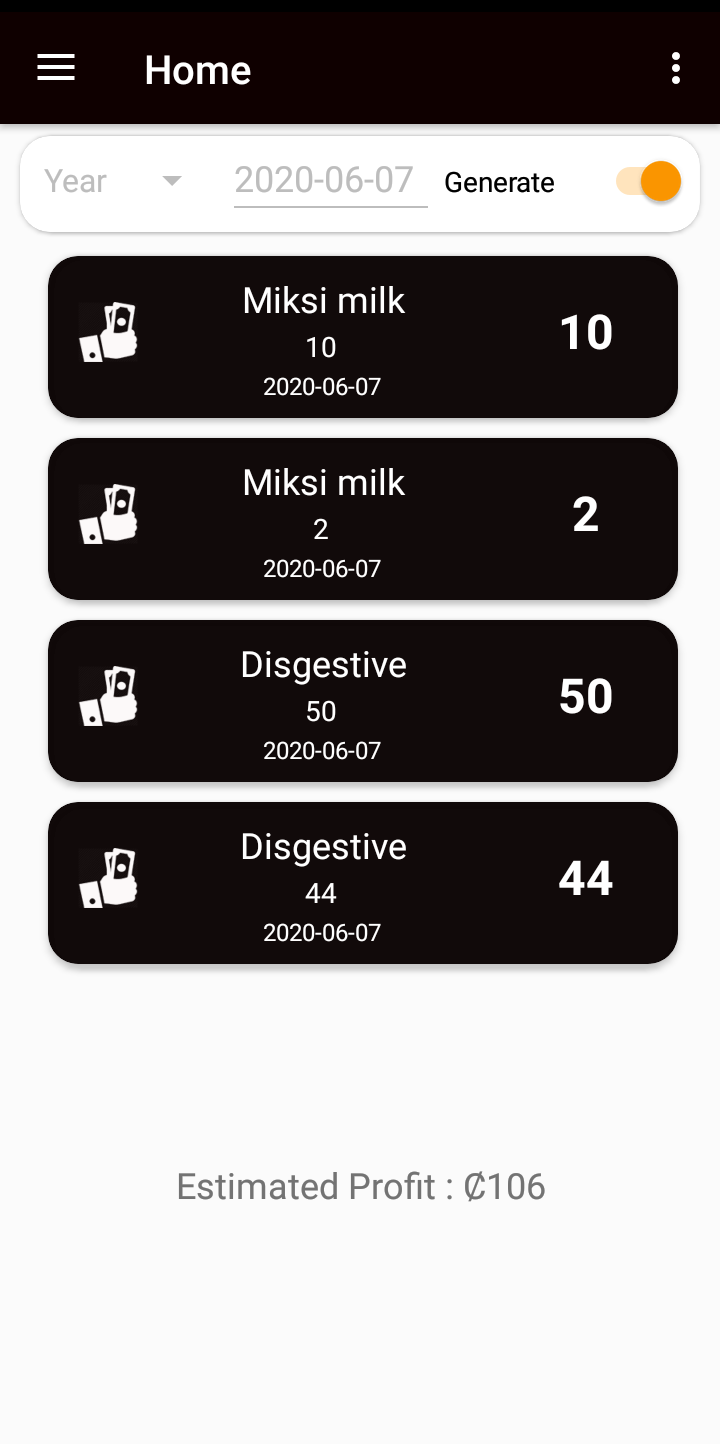 Home
Year 2020-06-07 Generate
Miksi milk
10
10
2020-06-07
Miksi milk
2
2
2020-06-07
Disgestive
50
50
2020-06-07
Disgestive
44
44
2020-06-07
Estimated Profit : ₵106